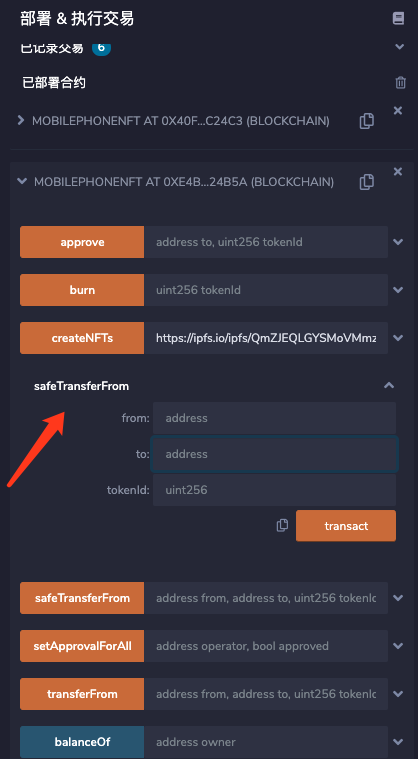 部署 & 执行交易
已记录交易 6
已部署合约
MOBILEPHONENFT AT 0X40F...C24C3 (BLOCKCHAIN)
MOBILEPHONENFT AT 0XE4B...24B5A (BLOCKCHAIN)
approve address to, uint256 tokenId
burn uint256 tokenId
createNFTs https://ipfs.io/ipfs/QmZJEQLGYSMoVMmz
safeTransferFrom
from: address
to: address
tokenId: uint256
transact
safeTransferFrom address from, address to, uint256 tokenId
setApprovalForAll address operator, bool approved
transferFrom address from, address to, uint256 tokenId
balanceOf address owner